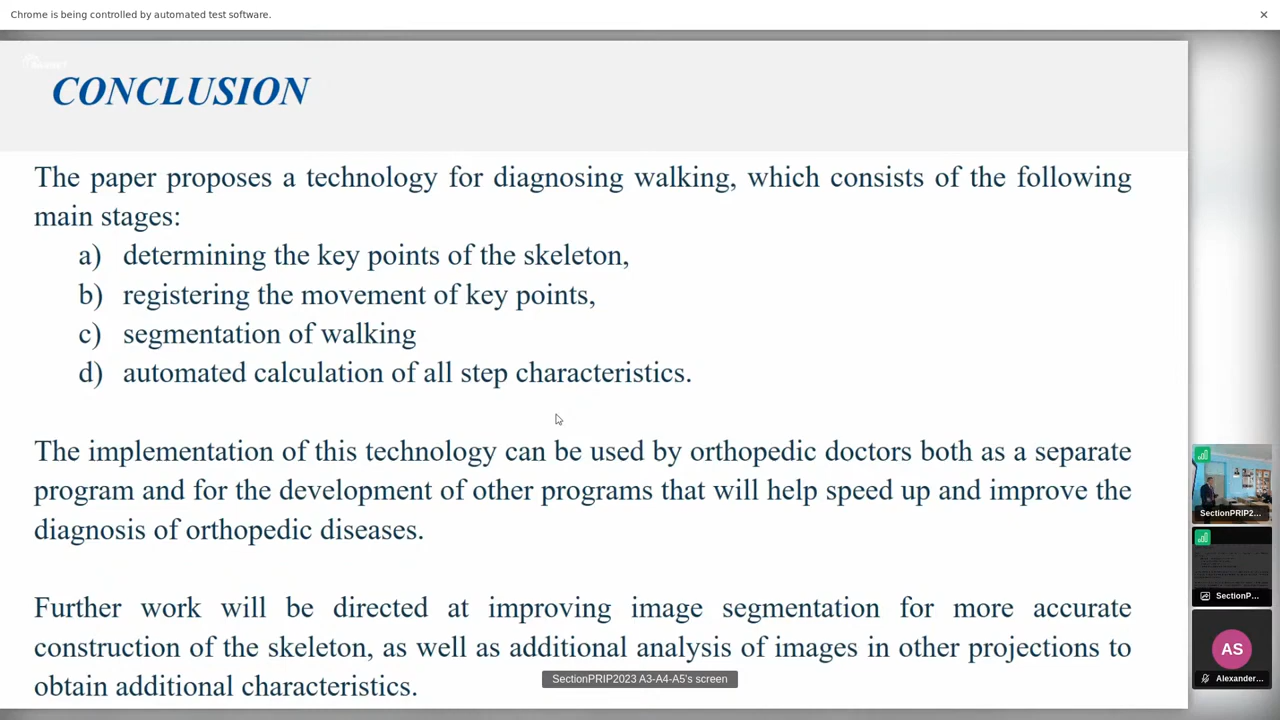 Chrome is being controlled by automated test software.
CONCLUSION
The paper proposes a technology for diagnosing walking, which consists of the following
main stages:
a) determining the key points of the skeleton,
b) registering the movement of key points,
c) segmentation of walking
d) automated calculation of all step characteristics.
The implementation of this technology can be used by orthopedic doctors both as a separate
program and for the development of other programs that will help speed up and improve the
diagnosis of orthopedic diseases.
Further work will be directed at improving image segmentation for more accurate
construction of the skeleton, as well as additional analysis of images in other projections to
obtain additional characteristics.
SectionPRIP2023 A3-A4-A5's screen
SectionPRIP2...
SectionP...
AS
Alexander...